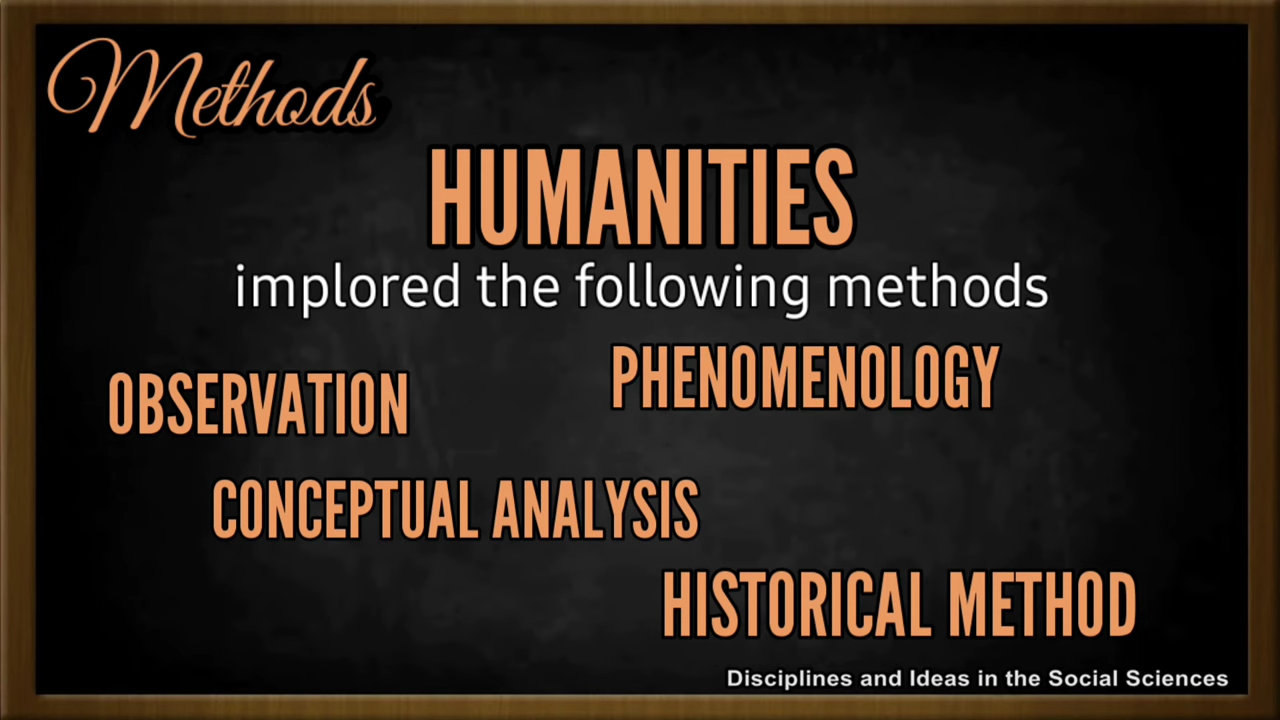 Methods
HUMANITIES
implored the following methods
PHENOMENOLOGY
OBSERVATION
CONCEPTUAL ANALYSIS
HISTORICAL METHOD
Disciplines and Ideas in the Social Sciences